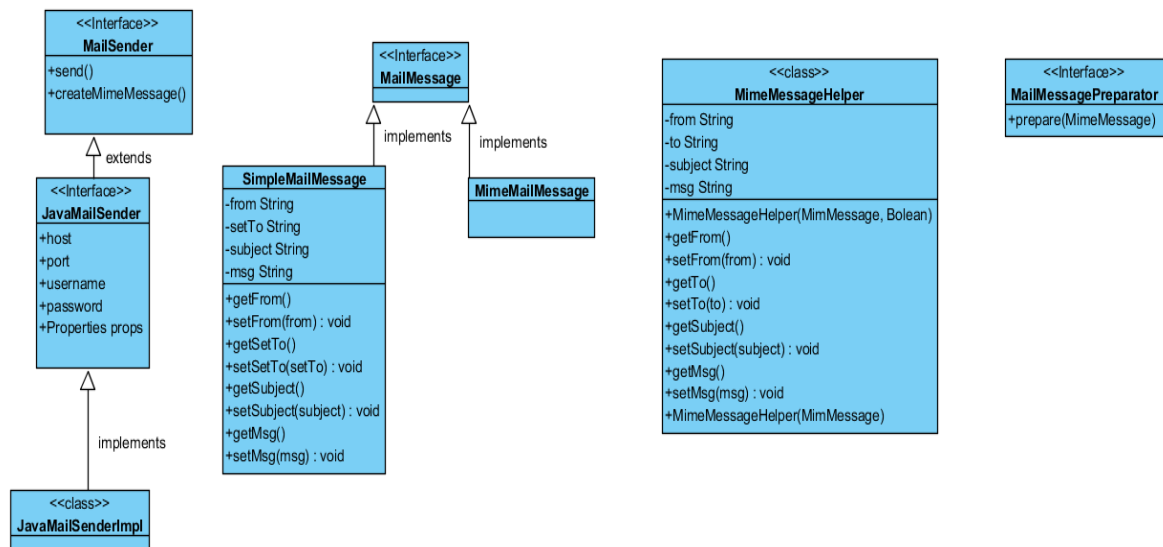 <<Interface>>
MailSender
+send()
+createMimeMessage()
extends
<<Interface>>
JavaMailSender
+host
+port
+username
+password
+Properties props
implements
<<class>>
JavaMailSenderImpl
<<Interface>>
MailMessage
implements
implements
SimpleMailMessage
-from String
-setTo String
-subject String
-msg String
+getFrom()
+setFrom(from) : void
+getSetTo()
+setSetTo(setTo) : void
+getSubject()
+setSubject(subject) : void
+getMsg()
+setMsg(msg) : void
MimeMailMessage
<<class>>
MimeMessageHelper
-from String
-to String
-subject String
-msg String
+MimeMessageHelper(MimMessage, Bolean)
+getFrom()
+setFrom(from) : void
+getTo()
+setTo(to) : void
+getSubject()
+setSubject(subject) : void
+getMsg()
+setMsg(msg) : void
+MimeMessageHelper(MimMessage)
<<Interface>>
MailMessagePreparator
+prepare(MimeMessage)